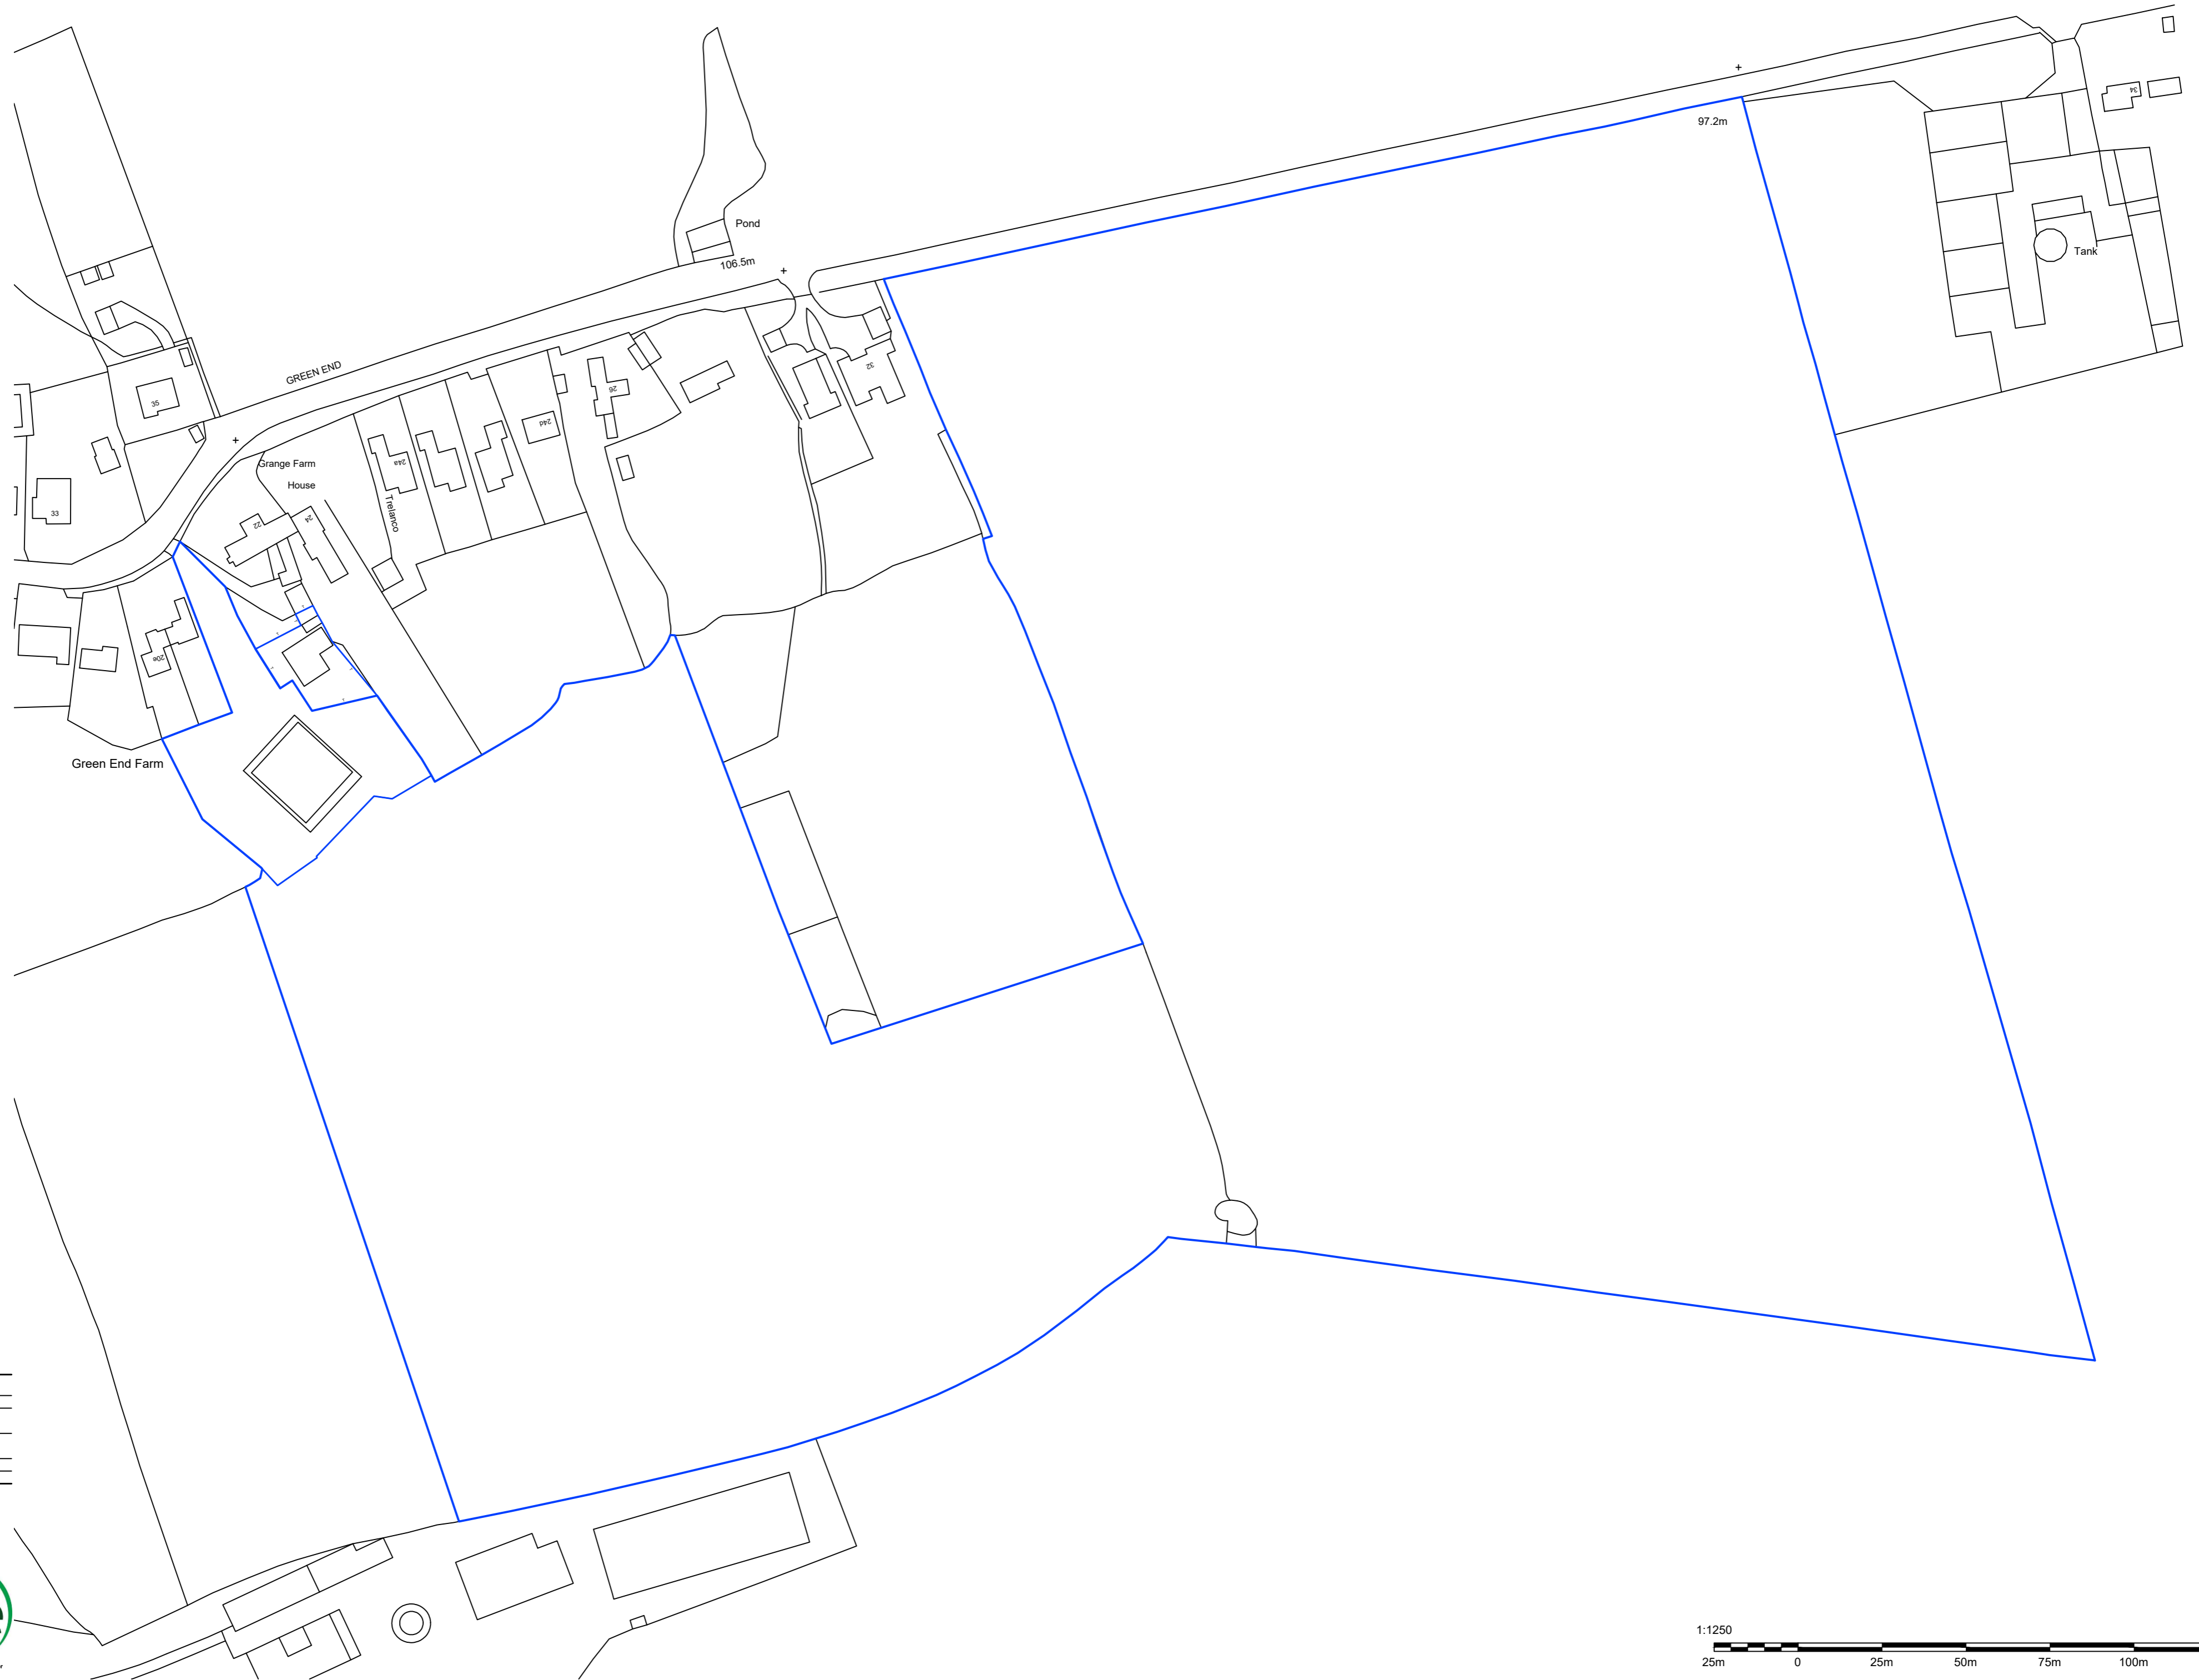 34
97.2m
Pond
Tank
106.5m
GREEN END
32
26
35
24d
Grange Farm
24a
House
Trelanco
33
22
24
20e
Green End Farm
1:1250
25m 0 25m 50m 75m 100m